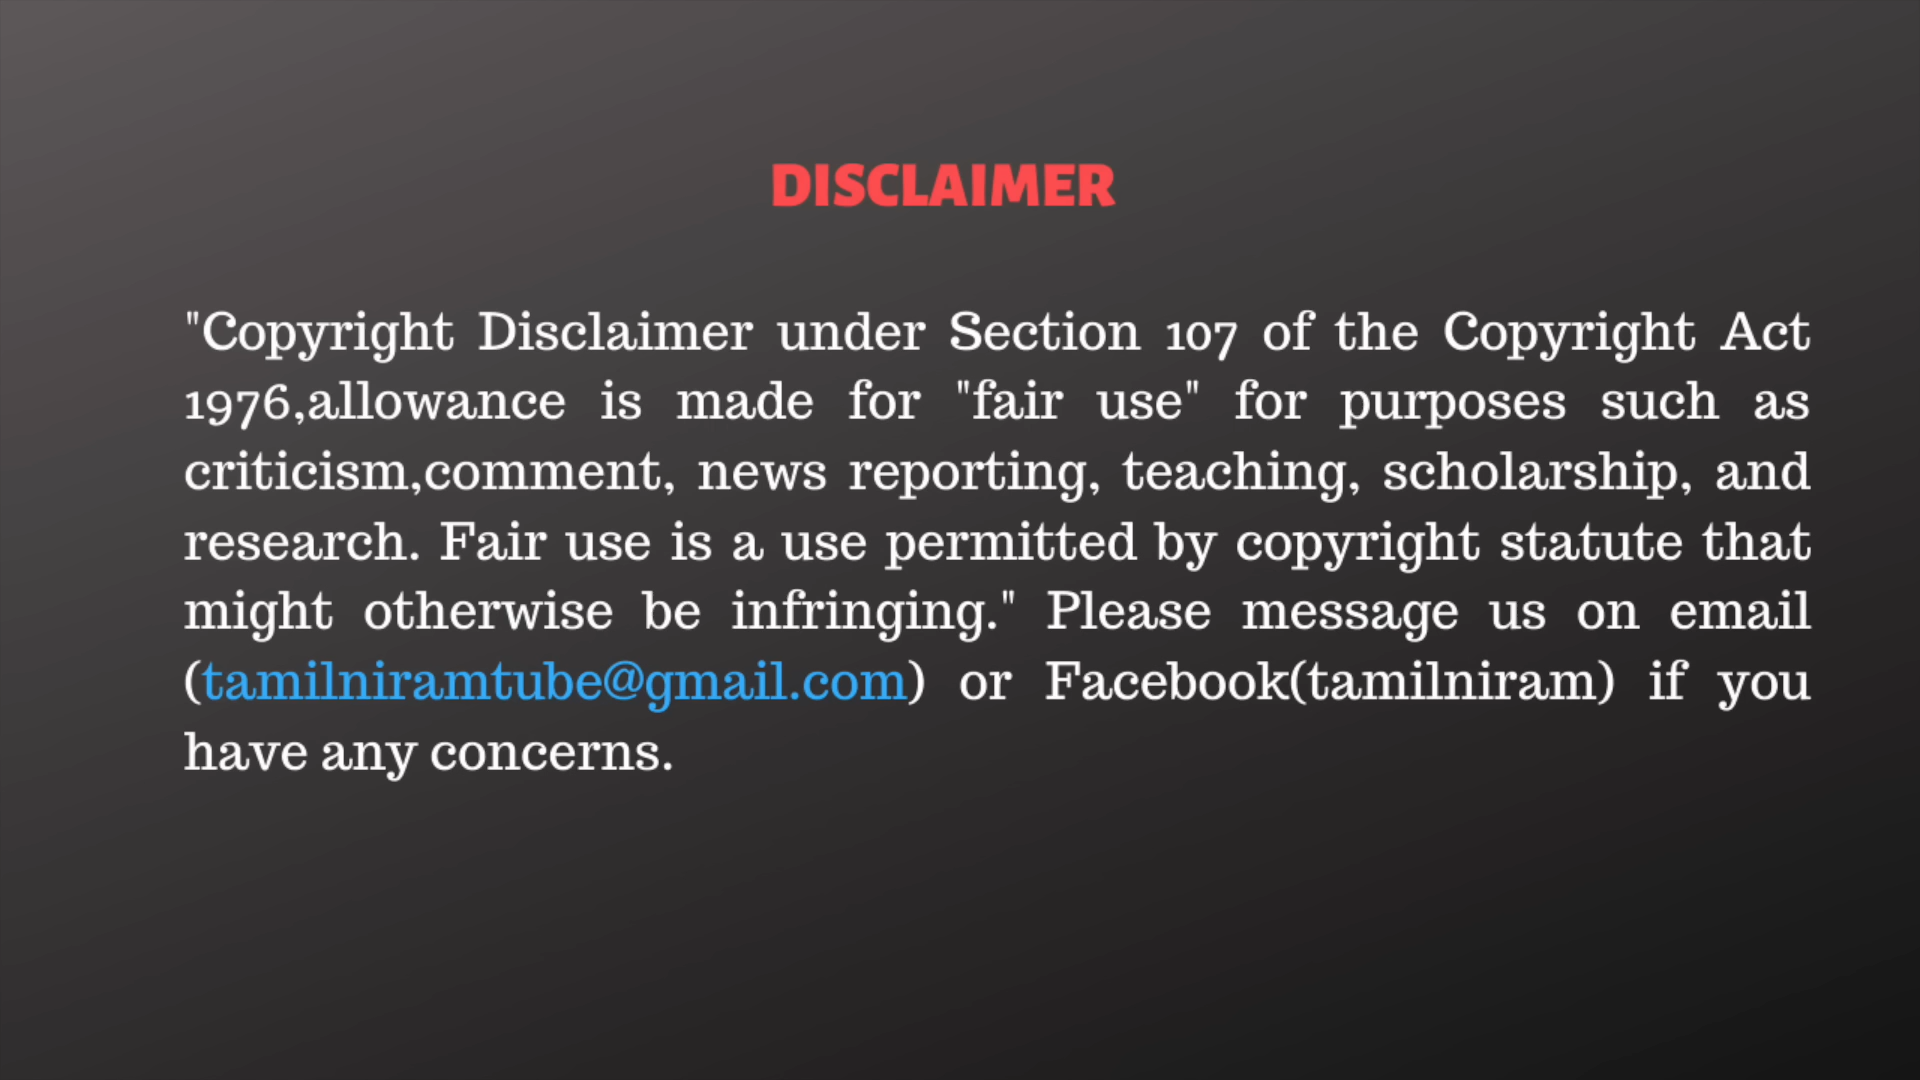 DISCLAIMER
"Copyright Disclaimer under Section 107 of the Copyright Act
1976,allowance is made for "fair use" for purposes such as
criticism,comment, news reporting, teaching, scholarship, and
research. Fair use is a use permitted by copyright statute that
might otherwise be infringing." Please message us on email
(tamilniramtube@gmail.com) or Facebook(tamilniram) if you
have any concerns.